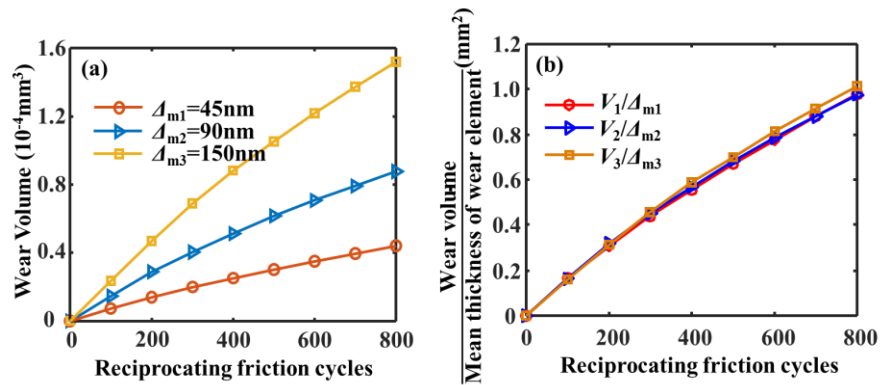 (a)
Δm1=45nm
Δm2=90nm
Δm3=150nm
Wear Volume (10-4mm3)
1.6
1.2
0.8
0.4
0
0 200 400 600 800
Reciprocating friction cycles
(b)
V1/Δm1
V2/Δm2
V3/Δm3
Wear volume
Mean thickness of wear element (mm2)
1.2
1.0
0.8
0.6
0.4
0.2
0
0 200 400 600 800
Reciprocating friction cycles